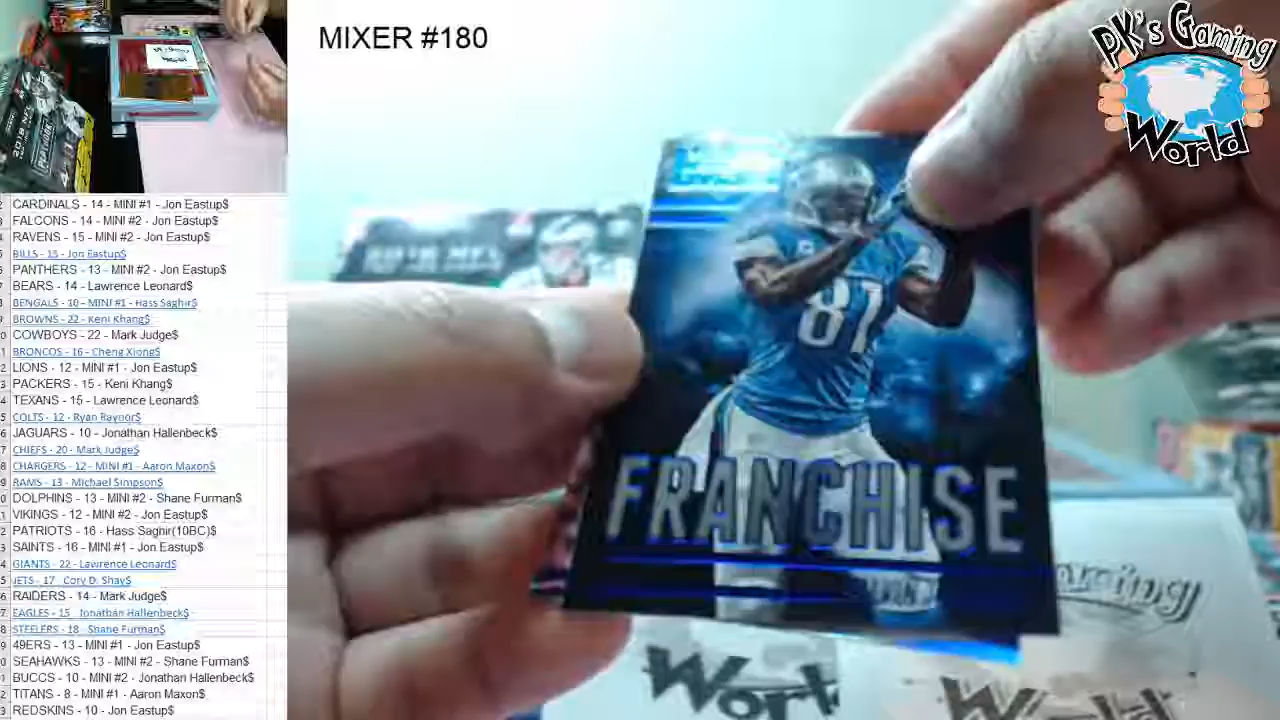 MIXER #180
PK's Gaming
World
2018 NFL
CARDINALS - 14 - MINI #1 - Jon Eastup$
FALCONS - 14 - MINI #2 - Jon Eastup$
RAVENS - 15 - MINI #2 - Jon Eastup$
BILLS - 15 - Jon Eastup$
PANTHERS - 13 - MINI #2 - Jon Eastup$
BEARS - 14 - Lawrence Leonard$
BENGALS - 10 - MINI #1 - Hass Saghir$
BROWNS - 22 - Keni Khang$
COWBOYS - 22 - Mark Judge$
BRONCOS - 16 - Cheng Xiong$
LIONS - 12 - MINI #1 - Jon Eastup$
PACKERS - 15 - Keni Khang$
TEXANS - 15 - Lawrence Leonard$
COLTS - 12 - Ryan Raynor$
JAGUARS - 10 - Jonathan Hallenbeck$
CHIEFS - 20 - Mark Judge$
CHARGERS - 12 - MINI #1 - Aaron Maxon$
RAMS - 13 - Michael Simpson$
DOLPHINS - 13 - MINI #2 - Shane Furman$
VIKINGS - 12 - MINI #2 - Jon Eastup$
PATRIOTS - 16 - Hass Saghir(10BC)$
SAINTS - 16 - MINI #1 - Jon Eastup$
GIANTS - 22 - Lawrence Leonard$
JETS - 17 - Cory D. Shay$
RAIDERS - 14 - Mark Judge$
EAGLES - 15 - Jonathan Hallenbeck$
STEELERS - 18 - Shane Furman$
49ERS - 13 - MINI #1 - Jon Eastup$
SEAHAWKS - 13 - MINI #2 - Shane Furman$
BUCCS - 10 - MINI #2 - Jonathan Hallenbeck$
TITANS - 8 - MINI #1 - Aaron Maxon$
REDSKINS - 10 - Jon Eastup$
2018 NFL
81
FRANCHISE
World
World